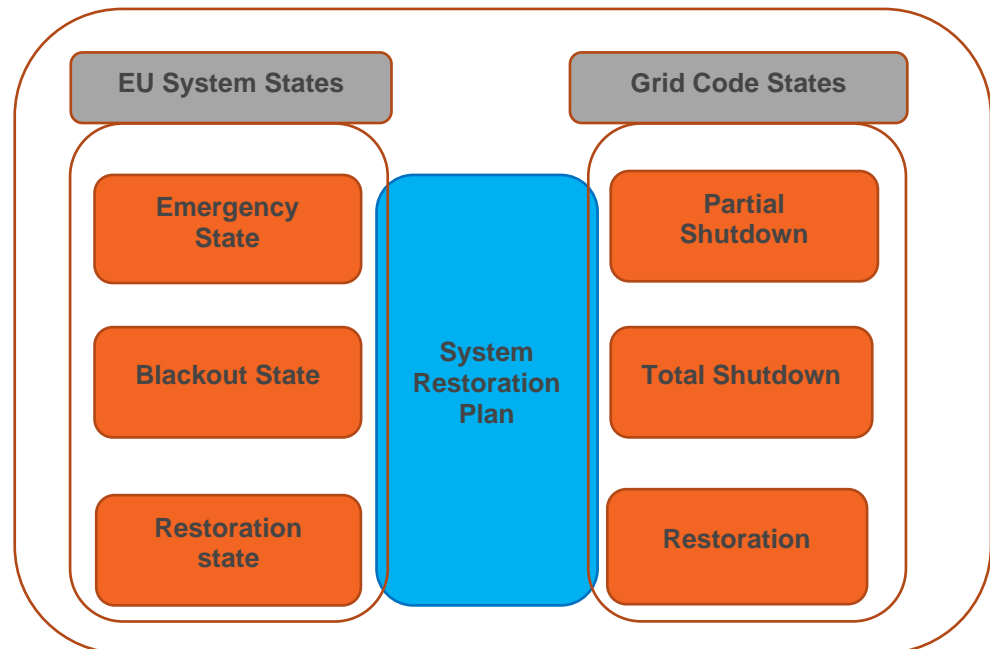 EU System States
Grid Code States
Emergency
State
Blackout State
Restoration
state
System
Restoration
Plan
Partial
Shutdown
Total Shutdown
Restoration